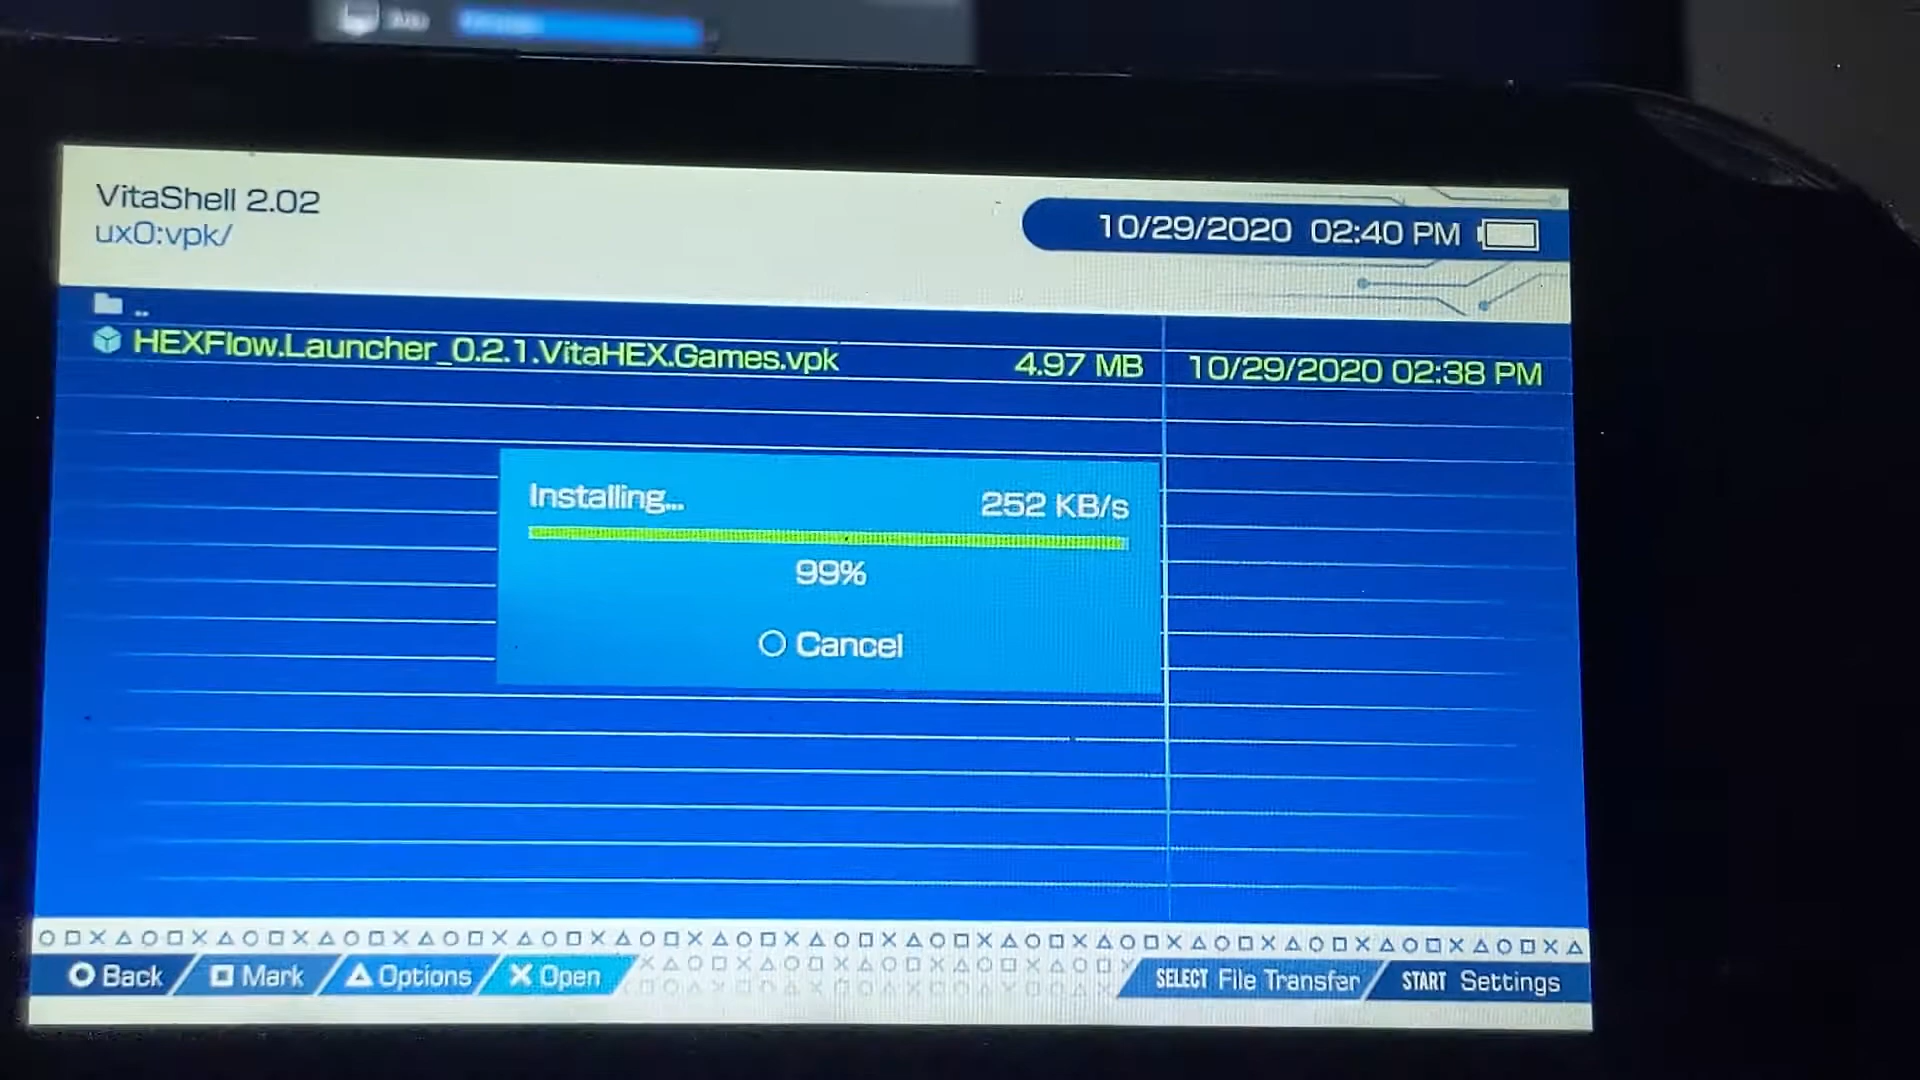 VitaShell 2.02
ux0:vpk/
10/29/2020 02:40 PM
..
HEXFlow.Launcher_0.2.1.VitaHEX.Games.vpk 4.97 MB 10/29/2020 02:38 PM
Installing... 252 KB/s
99%
Cancel
Back Mark Options Open SELECT File Transfer START Settings